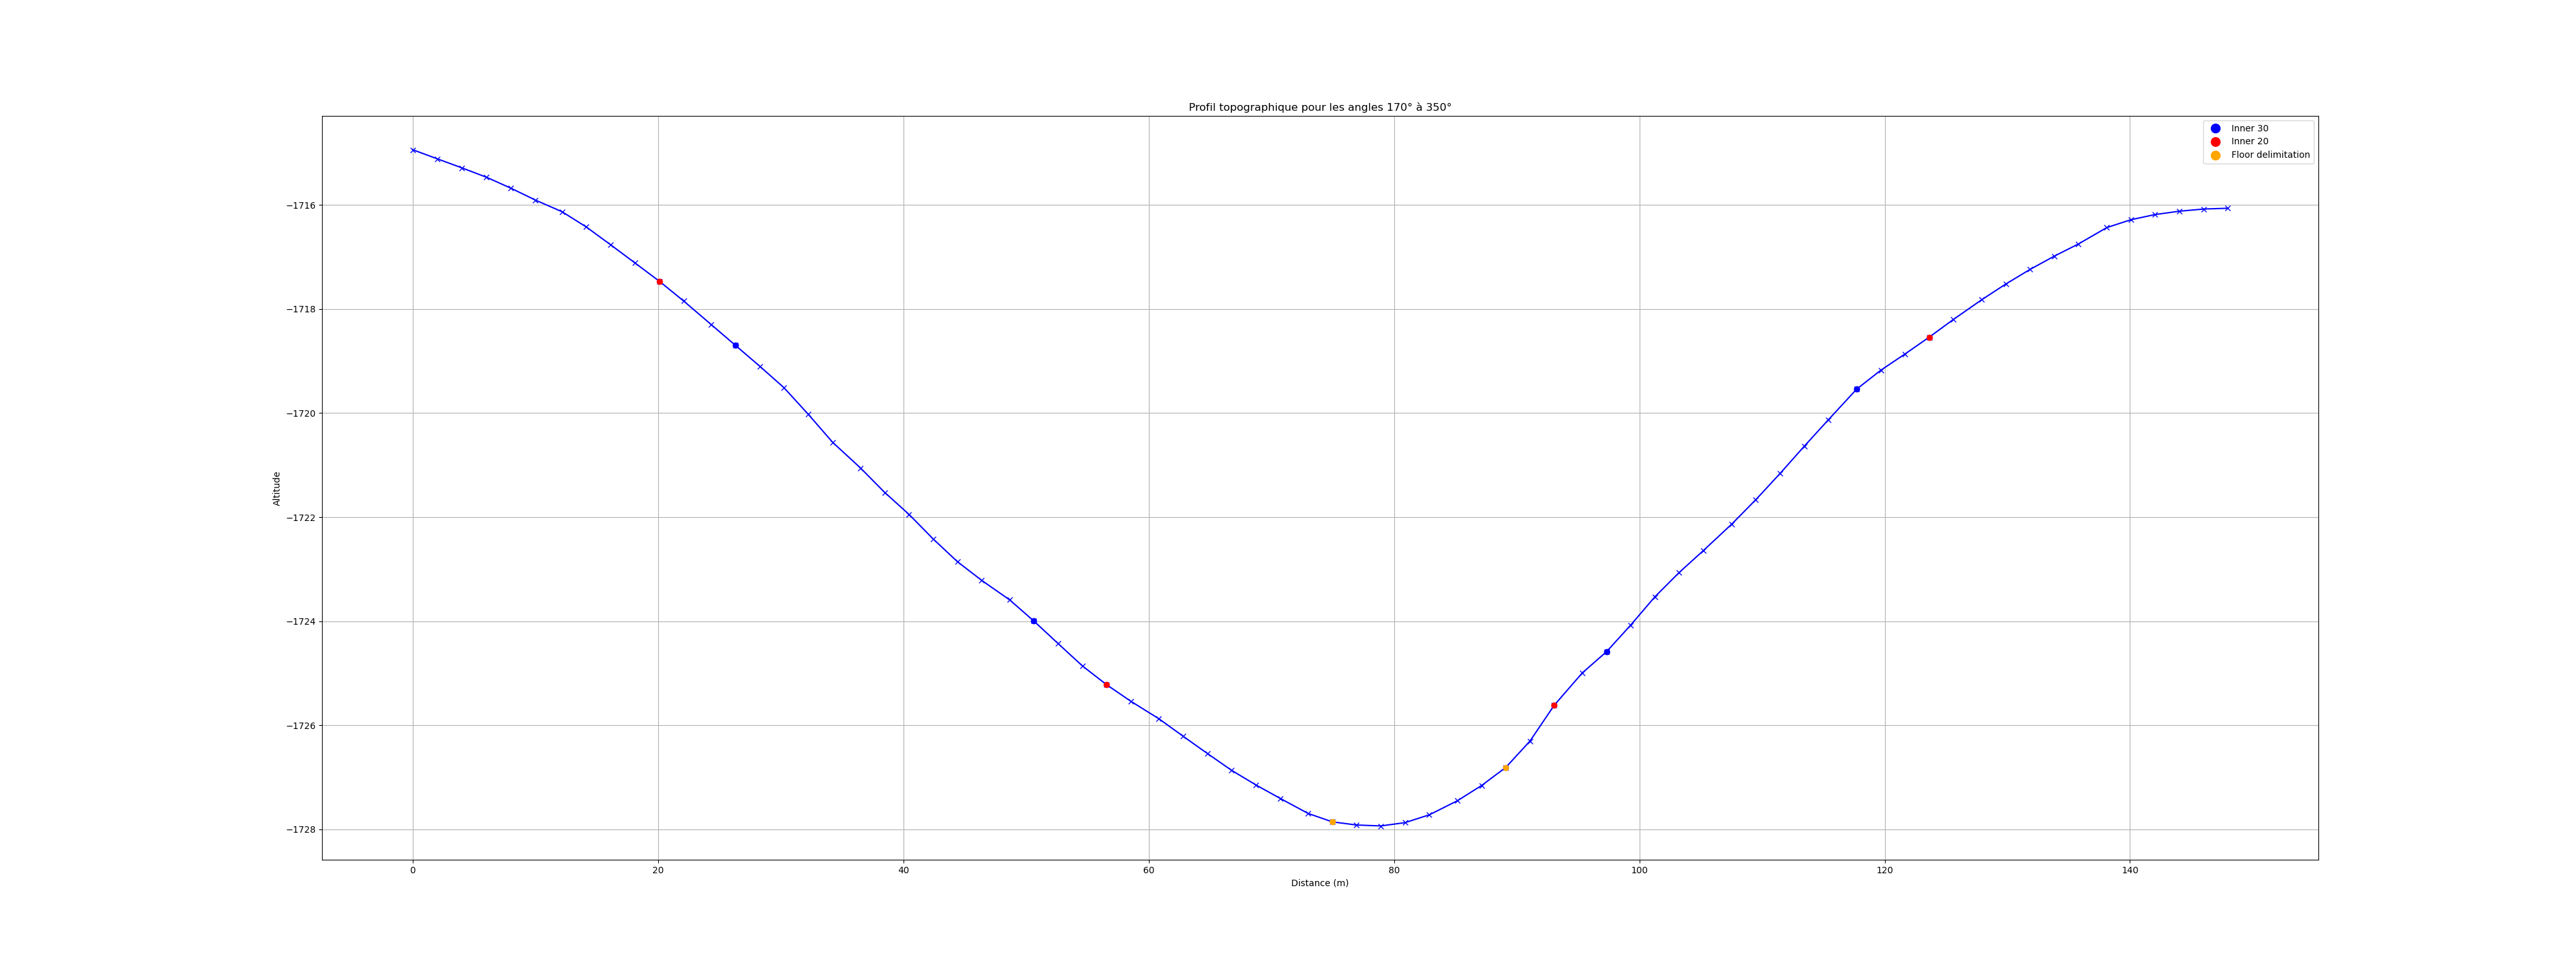 Profil topographique pour les angles 170° à 350°
Inner 30
Inner 20
Floor delimitation
Altitude
−1716
−1718
−1720
−1722
−1724
−1726
−1728
0 20 40 60 80 100 120 140
Distance (m)